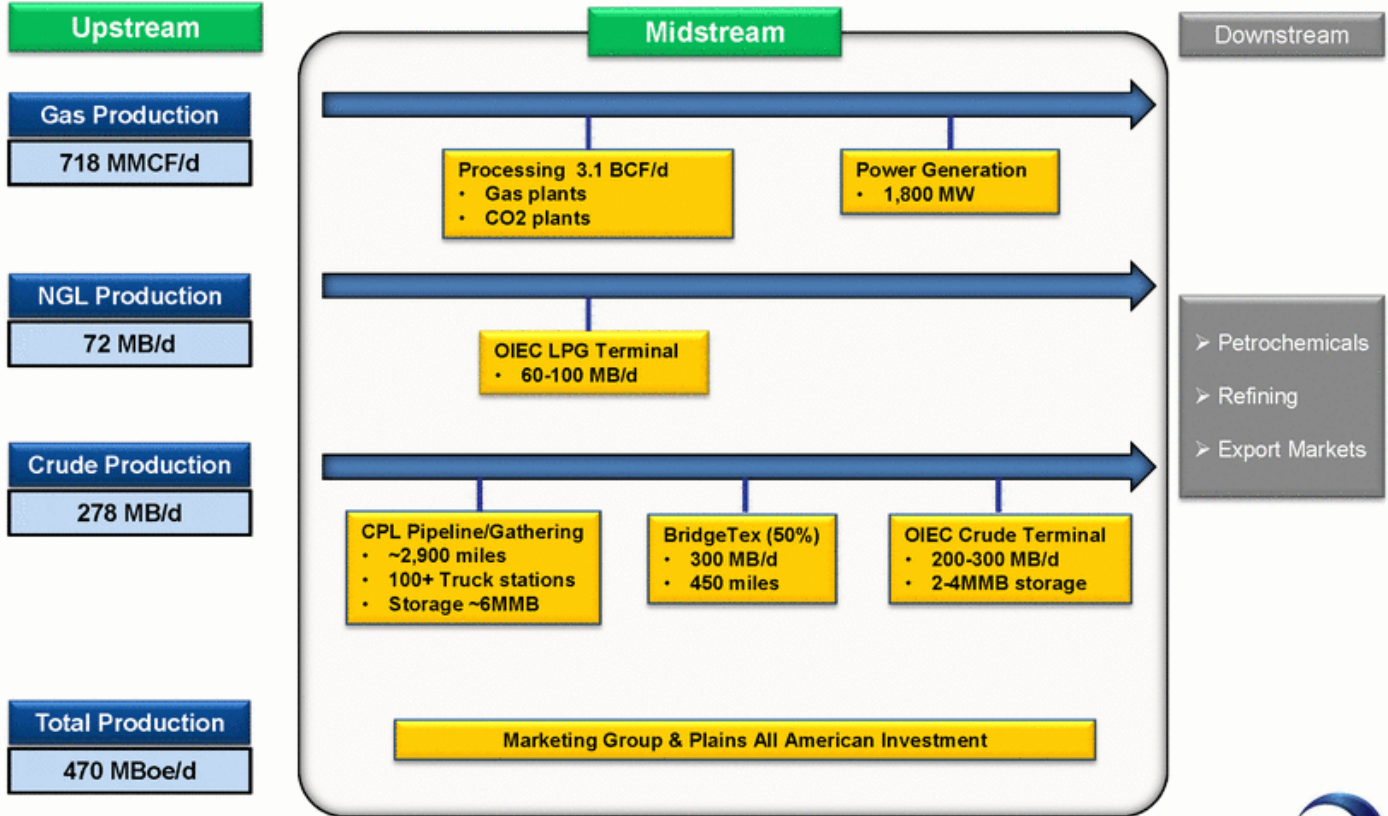 Upstream
Midstream
Downstream
Gas Production
718 MMCF/d
Processing 3.1 BCF/d
• Gas plants
• CO2 plants
Power Generation
• 1,800 MW
NGL Production
72 MB/d
OIEC LPG Terminal
• 60-100 MB/d
➢ Petrochemicals
➢ Refining
➢ Export Markets
Crude Production
278 MB/d
CPL Pipeline/Gathering
• ~2,900 miles
• 100+ Truck stations
• Storage ~6MMB
BridgeTex (50%)
• 300 MB/d
• 450 miles
OIEC Crude Terminal
• 200-300 MB/d
• 2-4MMB storage
Total Production
470 MBoe/d
Marketing Group & Plains All American Investment